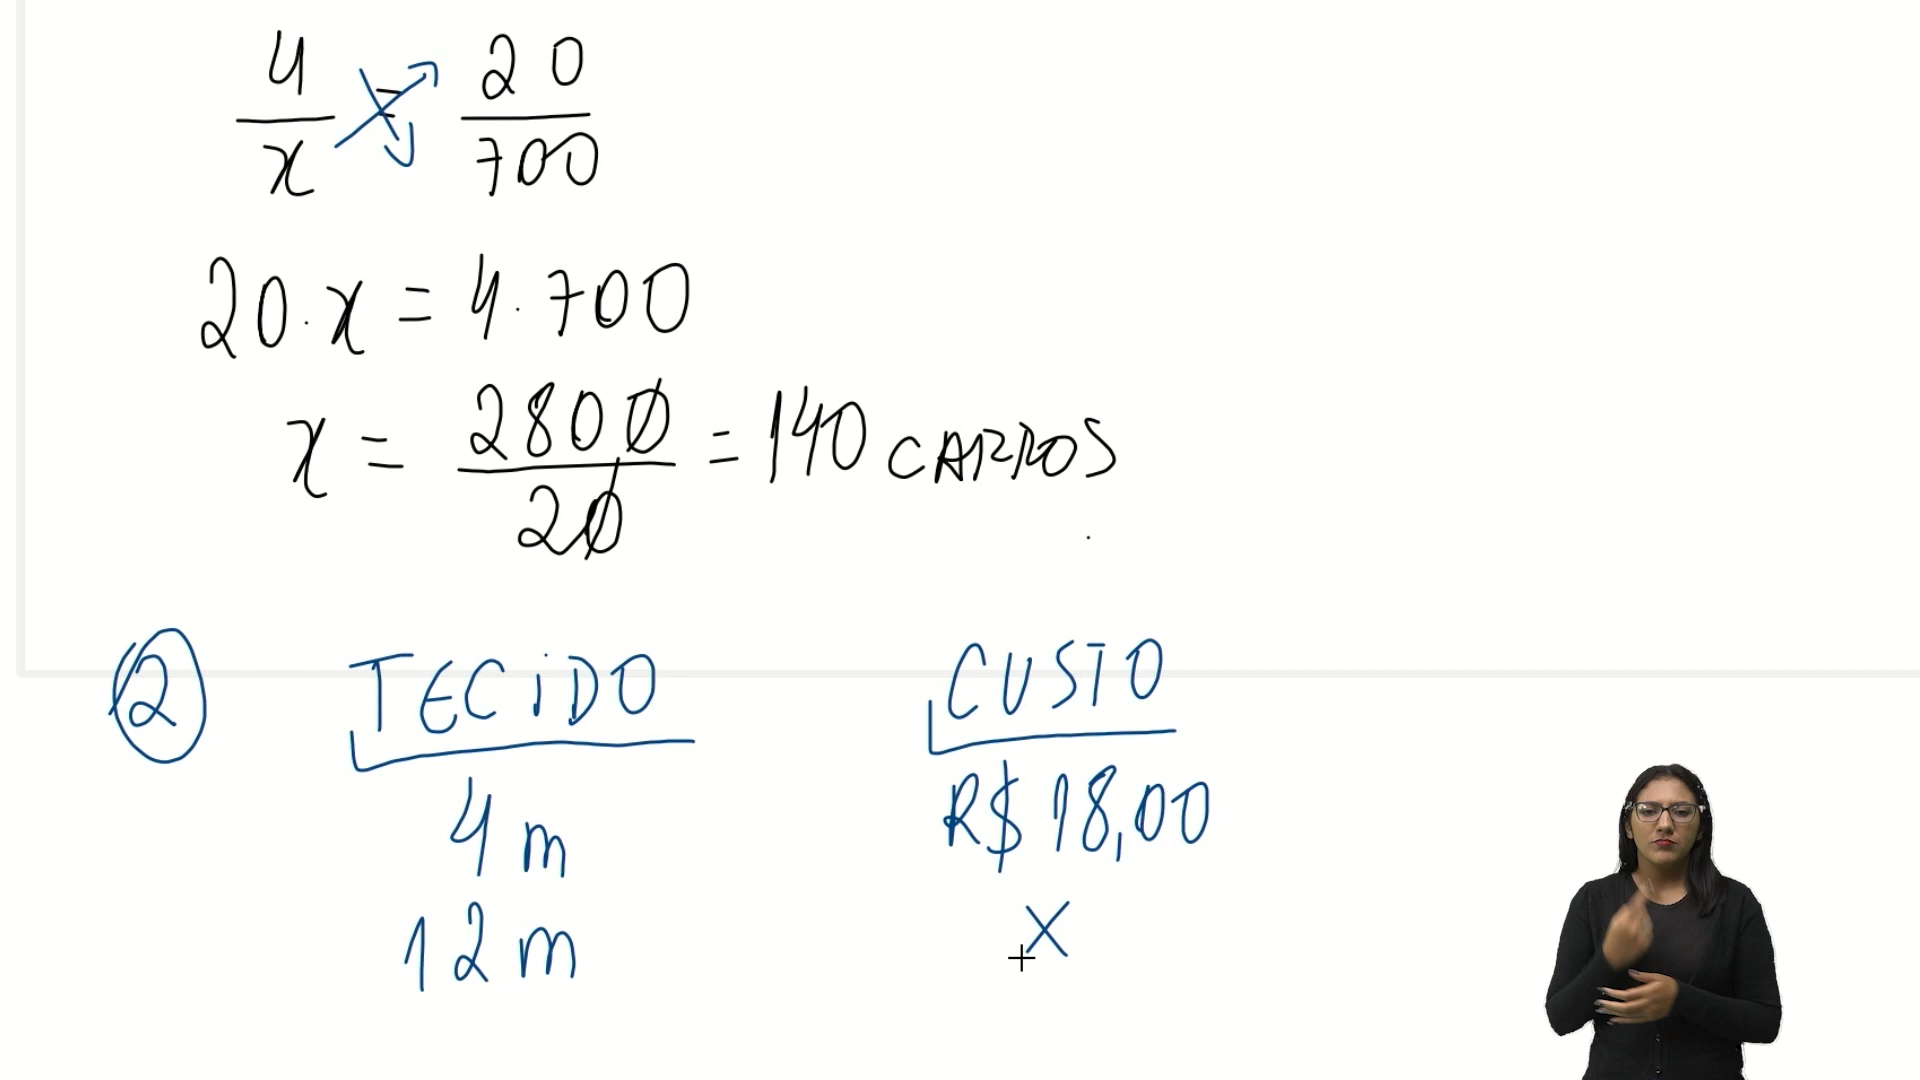 4/x = 20/700
20 · x = 4 · 700
x = 2800/20 = 140 CARROS
2 TECIDO CUSTO
4 m R$ 18,00
12 m X